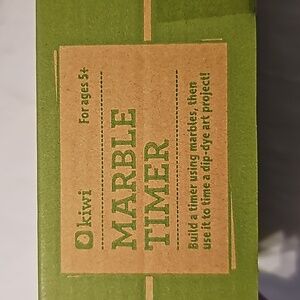 kiwi For ages 5+
MARBLE
TIMER
Build a timer using marbles, then
use it to time a dip-dye art project!